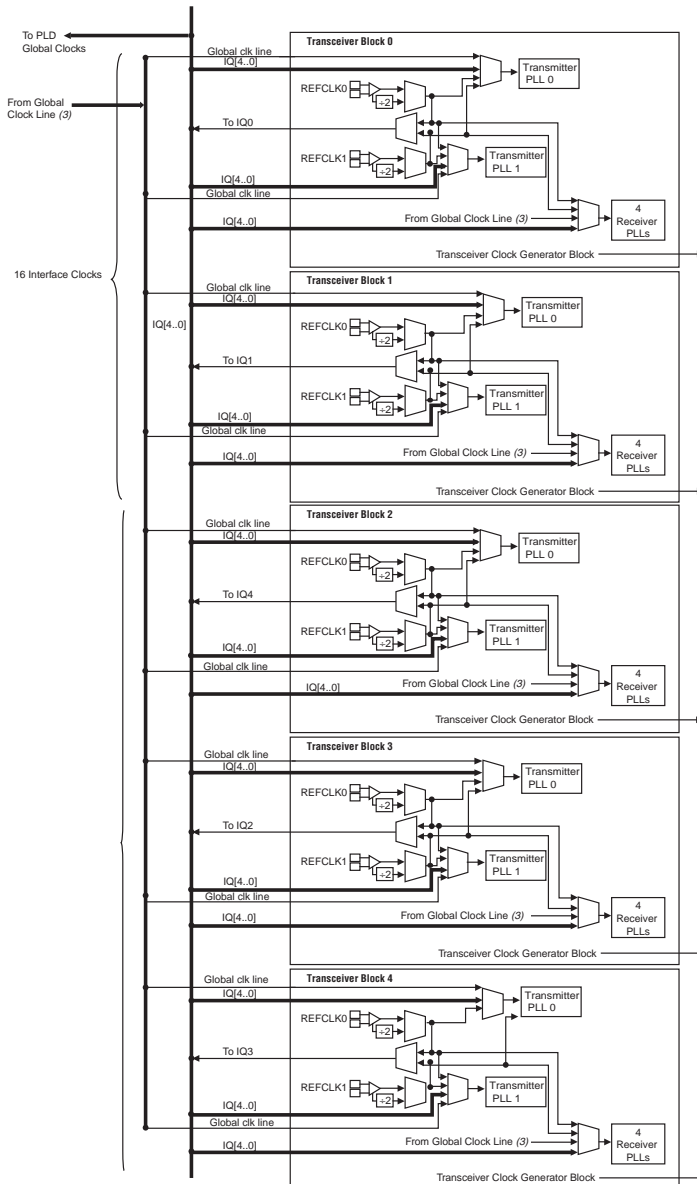 To PLD
Global Clocks
From Global
Clock Line (3)
16 Interface Clocks
IQ[4..0]
Transceiver Block 0
Global clk line
IQ[4..0]
REFCLK0
÷2
Transmitter
PLL 0
To IQ0
REFCLK1
÷2
Transmitter
PLL 1
IQ[4..0]
Global clk line
IQ[4..0]
From Global Clock Line (3)
4
Receiver
PLLs
Transceiver Clock Generator Block
Transceiver Block 1
Global clk line
IQ[4..0]
REFCLK0
÷2
Transmitter
PLL 0
To IQ1
REFCLK1
÷2
Transmitter
PLL 1
IQ[4..0]
Global clk line
IQ[4..0]
From Global Clock Line (3)
4
Receiver
PLLs
Transceiver Clock Generator Block
Transceiver Block 2
Global clk line
IQ[4..0]
REFCLK0
÷2
Transmitter
PLL 0
To IQ4
REFCLK1
÷2
Transmitter
PLL 1
IQ[4..0]
Global clk line
IQ[4..0]
From Global Clock Line (3)
4
Receiver
PLLs
Transceiver Clock Generator Block
Transceiver Block 3
Global clk line
IQ[4..0]
REFCLK0
÷2
Transmitter
PLL 0
To IQ2
REFCLK1
÷2
Transmitter
PLL 1
IQ[4..0]
Global clk line
IQ[4..0]
From Global Clock Line (3)
4
Receiver
PLLs
Transceiver Clock Generator Block
Transceiver Block 4
Global clk line
IQ[4..0]
REFCLK0
÷2
Transmitter
PLL 0
To IQ3
REFCLK1
÷2
Transmitter
PLL 1
IQ[4..0]
Global clk line
IQ[4..0]
From Global Clock Line (3)
4
Receiver
PLLs
Transceiver Clock Generator Block